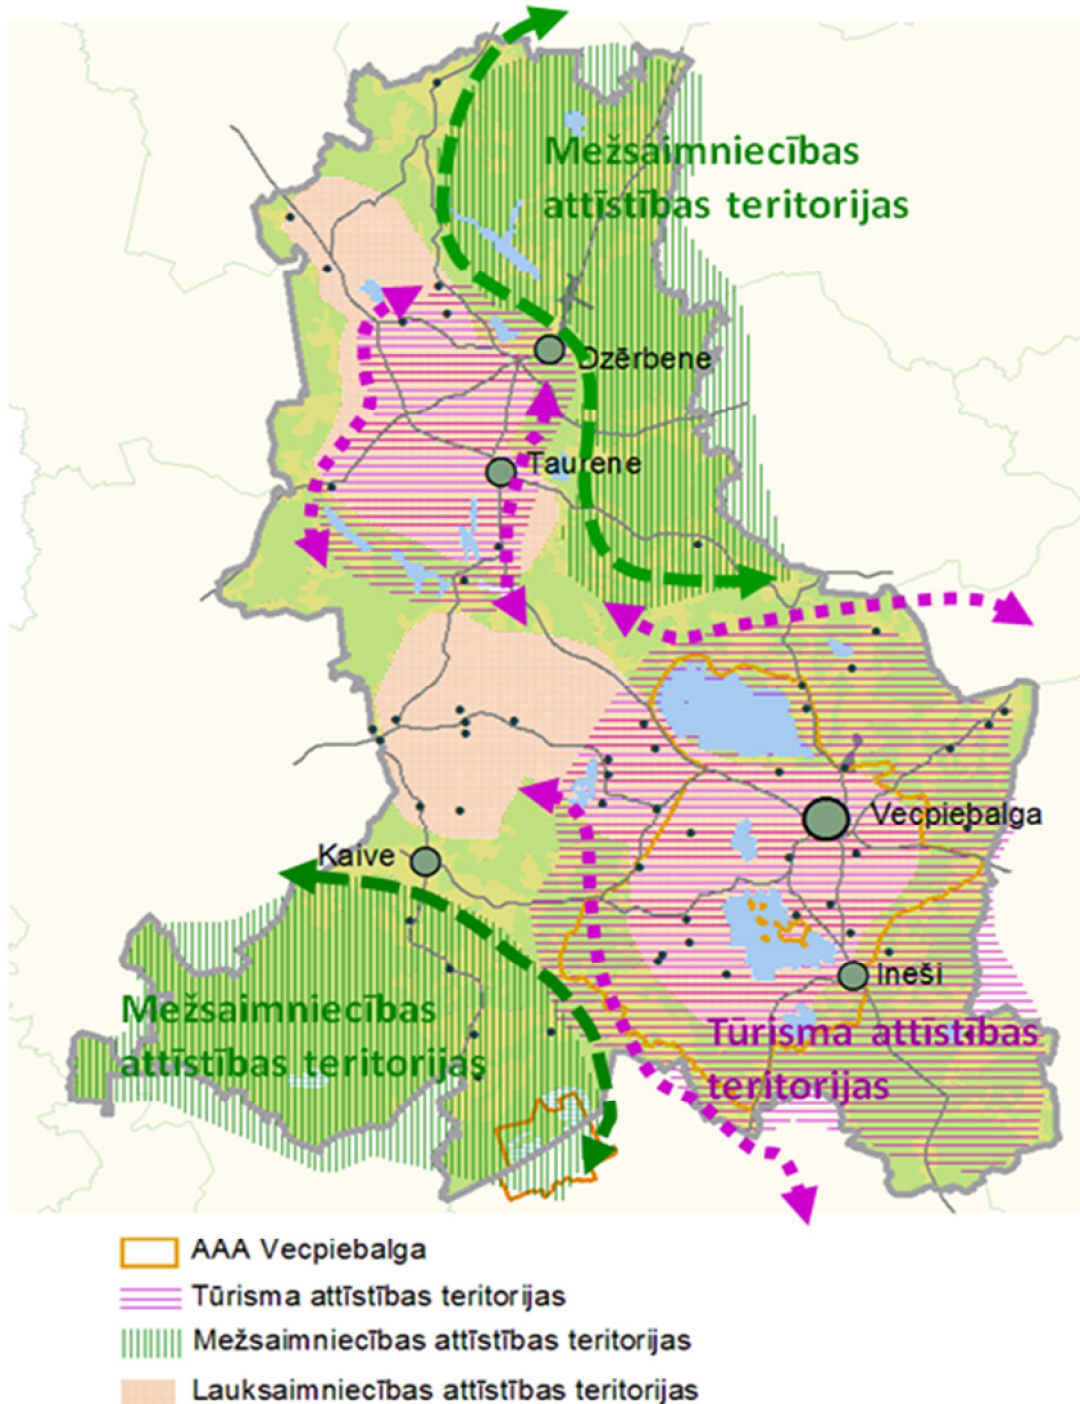 Mežsaimniecības
attīstības teritorijas
Dzērbene
Taurene
Vecpiebalga
Kaive
Ineši
Mežsaimniecības
attīstības teritorijas
Tūrisma attīstības
teritorijas
AAA Vecpiebalga
Tūrisma attīstības teritorijas
Mežsaimniecības attīstības teritorijas
Lauksaimniecības attīstības teritorijas